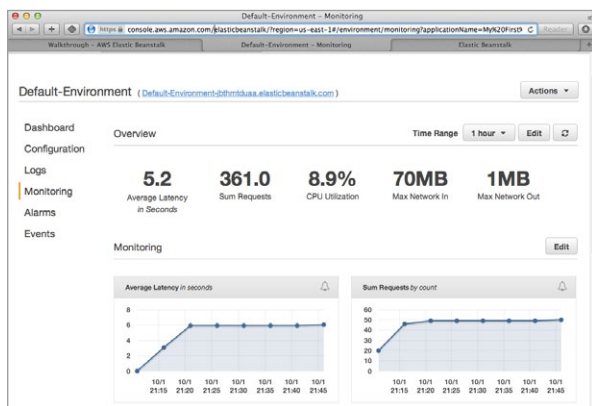 Default-Environment – Monitoring
https console.aws.amazon.com/elasticbeanstalk/?region=us-east-1#/environment/monitoring?applicationName=My%20First Reader
Walkthrough – AWS Elastic Beanstalk Default-Environment – Monitoring Elastic Beanstalk
Default-Environment ( Default-Environment-jbthmtduaa.elasticbeanstalk.com ) Actions
Dashboard
Configuration
Logs
Monitoring
Alarms
Events
Overview Time Range 1 hour Edit
5.2 361.0 8.9% 70MB 1MB
Average Latency Sum Requests CPU Utilization Max Network In Max Network Out
in Seconds
Monitoring Edit
Average Latency in seconds
8
6
4
2
0
10/1 10/1 10/1 10/1 10/1 10/1 10/1
21:15 21:20 21:25 21:30 21:35 21:40 21:45
Sum Requests by count
60
50
40
30
20
10
0
10/1 10/1 10/1 10/1 10/1 10/1 10/1
21:15 21:20 21:25 21:30 21:35 21:40 21:45